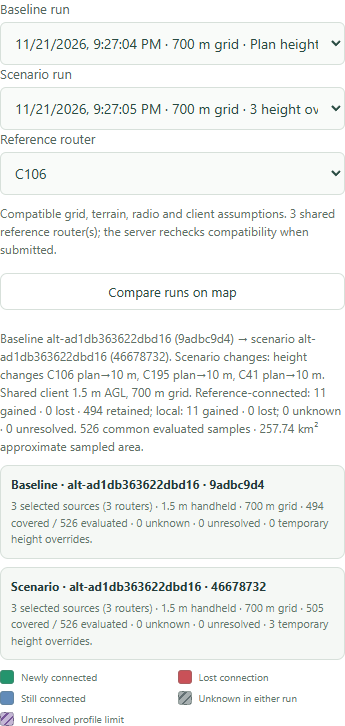 Baseline run
11/21/2026, 9:27:04 PM · 700 m grid · Plan height
Scenario run
11/21/2026, 9:27:05 PM · 700 m grid · 3 height ov
Reference router
C106
Compatible grid, terrain, radio and client assumptions. 3 shared
reference router(s); the server rechecks compatibility when
submitted.
Compare runs on map
Baseline alt-ad1db363622dbd16 (9adbc9d4) → scenario alt-
ad1db363622dbd16 (46678732). Scenario changes: height
changes C106 plan→10 m, C195 plan→10 m, C41 plan→10 m.
Shared client 1.5 m AGL, 700 m grid. Reference-connected: 11
gained · 0 lost · 494 retained; local: 11 gained · 0 lost; 0 unknown
· 0 unresolved. 526 common evaluated samples · 257.74 km²
approximate sampled area.
Baseline · alt-ad1db363622dbd16 · 9adbc9d4
3 selected sources (3 routers) · 1.5 m handheld · 700 m grid · 494
covered / 526 evaluated · 0 unknown · 0 unresolved · 0 temporary
height overrides.
Scenario · alt-ad1db363622dbd16 · 46678732
3 selected sources (3 routers) · 1.5 m handheld · 700 m grid · 505
covered / 526 evaluated · 0 unknown · 0 unresolved · 3 temporary
height overrides.
Newly connected
Lost connection
Still connected
Unknown in either run
Unresolved profile limit